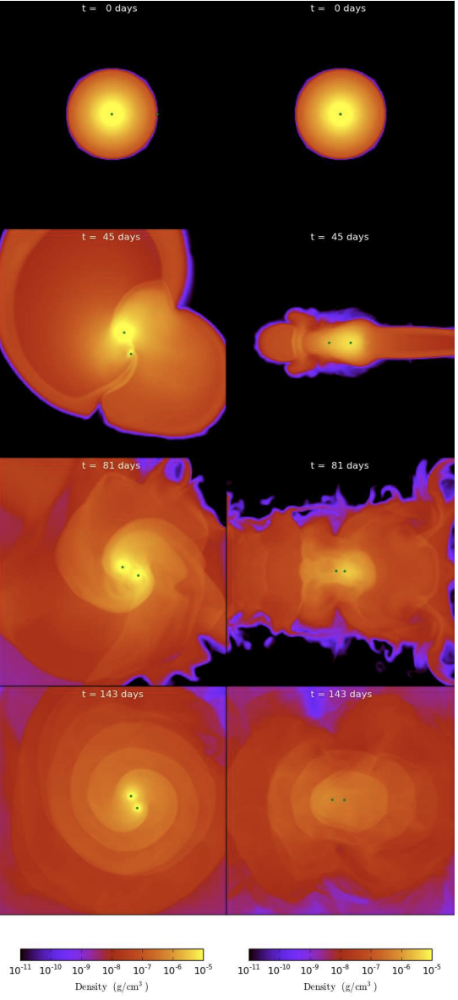 t =   0 days
t =   0 days
t =  45 days
t =  45 days
t =  81 days
t =  81 days
t = 143 days
t = 143 days
10⁻¹¹ 10⁻¹⁰ 10⁻⁹ 10⁻⁸ 10⁻⁷ 10⁻⁶ 10⁻⁵
10⁻¹¹ 10⁻¹⁰ 10⁻⁹ 10⁻⁸ 10⁻⁷ 10⁻⁶ 10⁻⁵
Density (g/cm³)
Density (g/cm³)